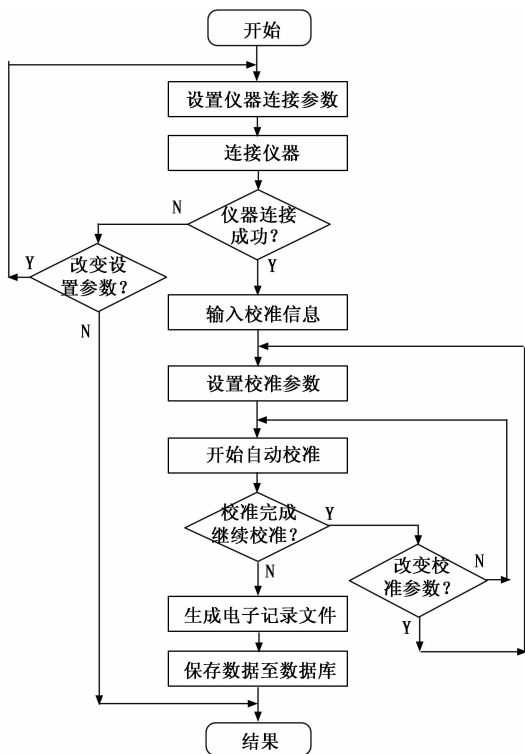 开始
设置仪器连接参数
连接仪器
N
仪器连接
成功?
Y
改变设
置参数?
Y
N
输入校准信息
设置校准参数
开始自动校准
校准完成
继续校准?
Y
N
改变校
准参数?
N
Y
生成电子记录文件
保存数据至数据库
结果